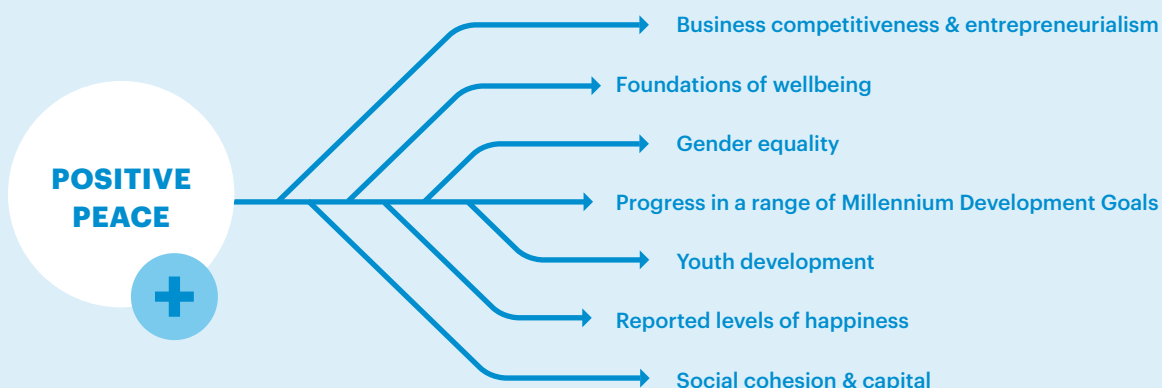 POSITIVE
PEACE
Business competitiveness & entrepreneurialism
Foundations of wellbeing
Gender equality
Progress in a range of Millennium Development Goals
Youth development
Reported levels of happiness
Social cohesion & capital